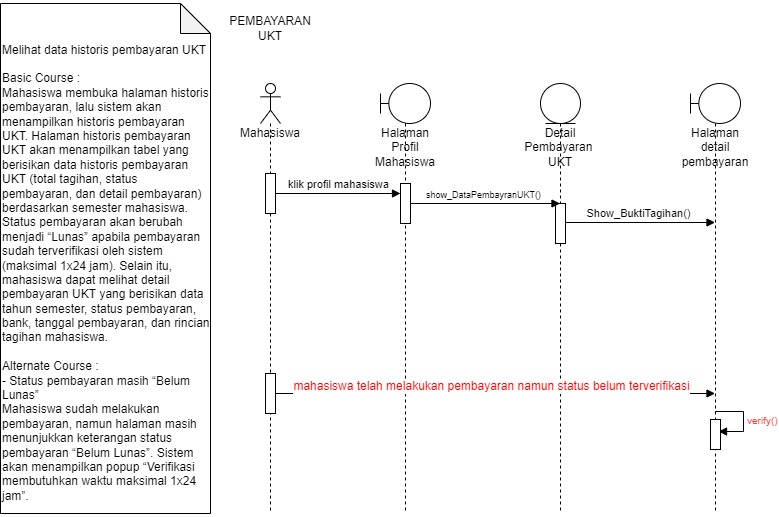 Melihat data historis pembayaran UKT
Basic Course :
Mahasiswa membuka halaman historis
pembayaran, lalu sistem akan
menampilkan historis pembayaran
UKT. Halaman historis pembayaran
UKT akan menampilkan tabel yang
berisikan data historis pembayaran
UKT (total tagihan, status
pembayaran, dan detail pembayaran)
berdasarkan semester mahasiswa.
Status pembayaran akan berubah
menjadi “Lunas” apabila pembayaran
sudah terverifikasi oleh sistem
(maksimal 1x24 jam). Selain itu,
mahasiswa dapat melihat detail
pembayaran UKT yang berisikan data
tahun semester, status pembayaran,
bank, tanggal pembayaran, dan rincian
tagihan mahasiswa.
Alternate Course :
- Status pembayaran masih “Belum
Lunas”
Mahasiswa sudah melakukan
pembayaran, namun halaman masih
menunjukkan keterangan status
pembayaran “Belum Lunas”. Sistem
akan menampilkan popup “Verifikasi
membutuhkan waktu maksimal 1x24
jam”.
PEMBAYARAN
UKT
Mahasiswa
Halaman
Profil
Mahasiswa
Detail
Pembayaran
UKT
Halaman
detail
pembayaran
klik profil mahasiswa
show_DataPembayranUKT()
Show_BuktiTagihan()
mahasiswa telah melakukan pembayaran namun status belum terverifikasi
verify()